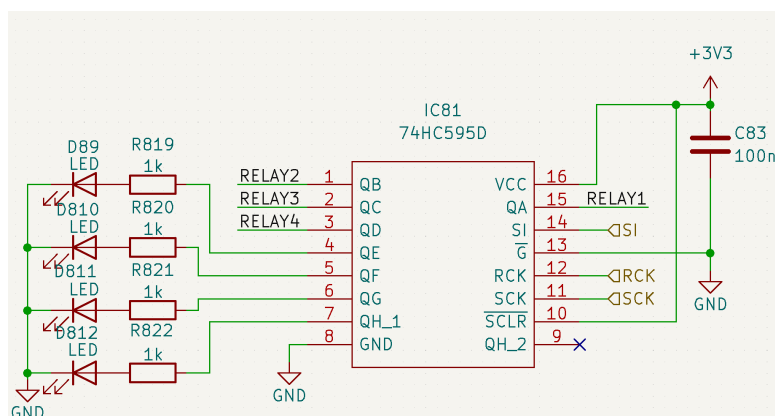 +3V3
IC81
74HC595D
C83
100n
D89
LED
R819
1k
D810
LED
R820
1k
D811
LED
R821
1k
D812
LED
R822
1k
RELAY2 1 QB VCC 16
RELAY3 2 QC QA 15 RELAY1
RELAY4 3 QD SI 14 SI
4 QE G 13
5 QF RCK 12 RCK
6 QG SCK 11 SCK
7 QH_1 SCLR 10
8 GND QH_2 9
GND
GND
GND